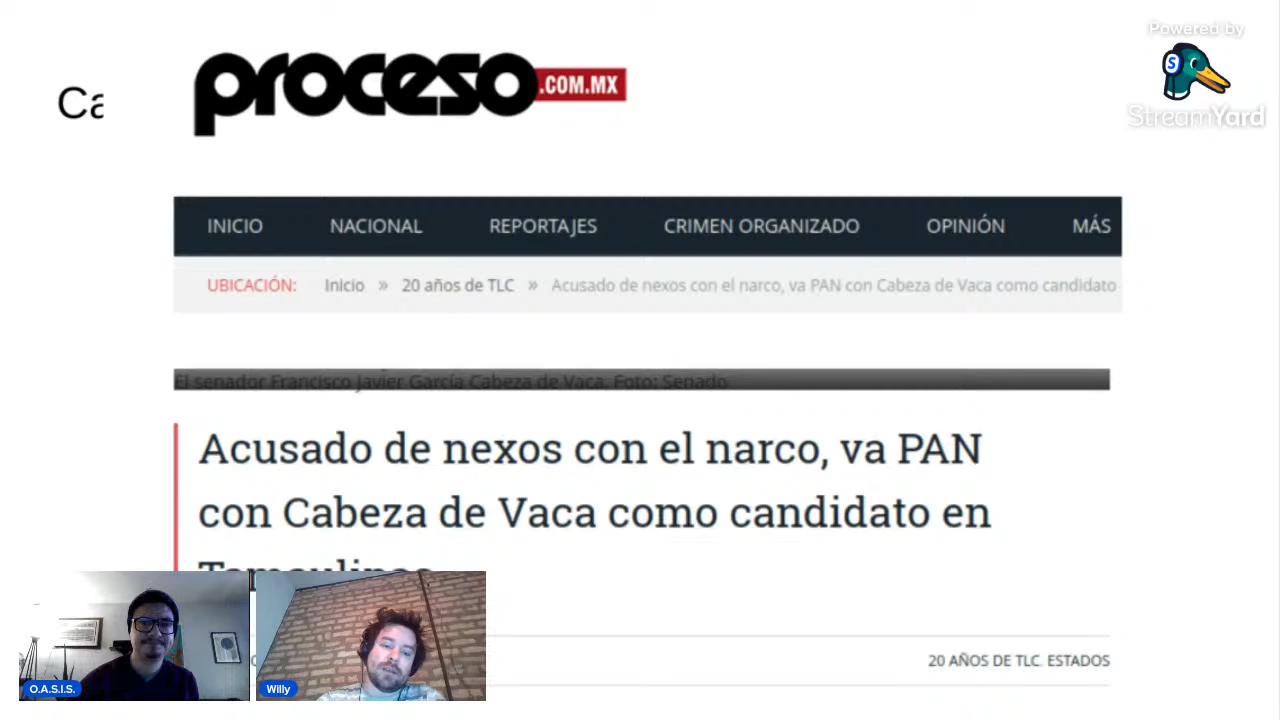 Powered by
StreamYard
Ca
proceso.COM.MX
INICIO NACIONAL REPORTAJES CRIMEN ORGANIZADO OPINIÓN MÁS
UBICACIÓN: Inicio » 20 años de TLC » Acusado de nexos con el narco, va PAN con Cabeza de Vaca como candidato
El senador Francisco Javier García Cabeza de Vaca. Foto: Senado
Acusado de nexos con el narco, va PAN
con Cabeza de Vaca como candidato en
Tamaulipas
20 AÑOS DE TLC, ESTADOS
O.A.S.I.S.
Willy